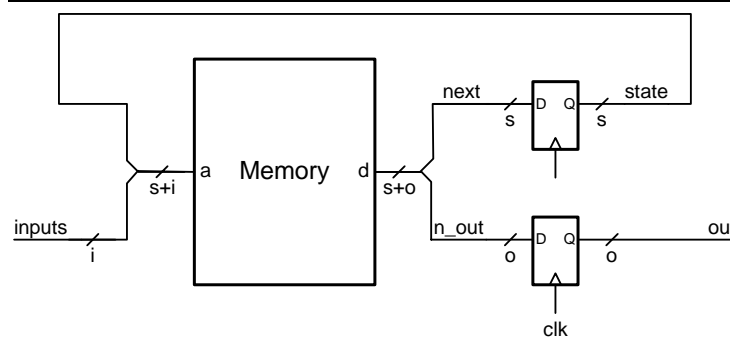 next
D Q
state
s
s
a
Memory
d
s+i
s+o
inputs
i
n_out
D Q
ou
o
o
clk